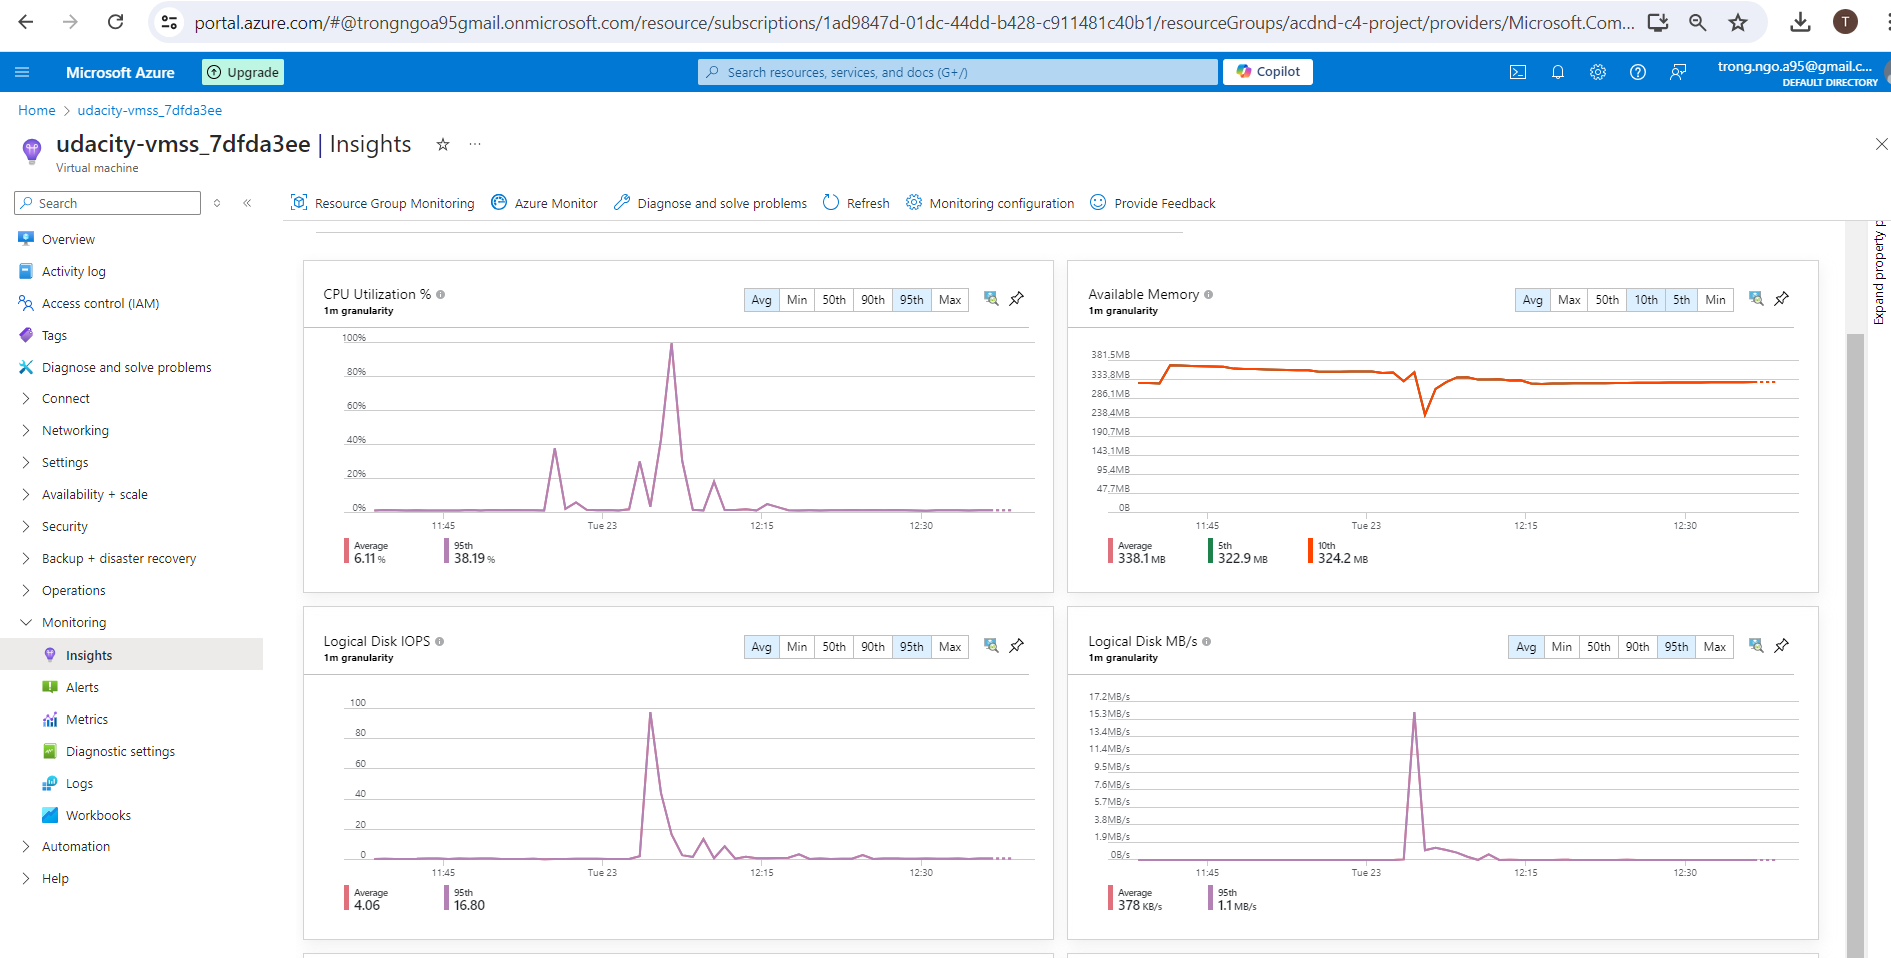 portal.azure.com/#@trongngoa95gmail.onmicrosoft.com/resource/subscriptions/1ad9847d-01dc-44dd-b428-c911481c40b1/resourceGroups/acdnd-c4-project/providers/Microsoft.Com...
T
Microsoft Azure
Upgrade
Search resources, services, and docs (G+/)
Copilot
trong.ngo.a95@gmail.c...
DEFAULT DIRECTORY
Home > udacity-vmss_7dfda3ee
udacity-vmss_7dfda3ee | Insights
Virtual machine
Search
Resource Group Monitoring
Azure Monitor
Diagnose and solve problems
Refresh
Monitoring configuration
Provide Feedback
Overview
Activity log
Access control (IAM)
Tags
Diagnose and solve problems
Connect
Networking
Settings
Availability + scale
Security
Backup + disaster recovery
Operations
Monitoring
Insights
Alerts
Metrics
Diagnostic settings
Logs
Workbooks
Automation
Help
Expand property p
CPU Utilization %
1m granularity
Avg Min 50th 90th 95th Max
100%
80%
60%
40%
20%
0%
11:45 Tue 23 12:15 12:30
Average
6.11 %
95th
38.19 %
Available Memory
1m granularity
Avg Max 50th 10th 5th Min
381.5MB
333.8MB
286.1MB
238.4MB
190.7MB
143.1MB
95.4MB
47.7MB
0B
11:45 Tue 23 12:15 12:30
Average
338.1 MB
5th
322.9 MB
10th
324.2 MB
Logical Disk IOPS
1m granularity
Avg Min 50th 90th 95th Max
100
80
60
40
20
0
11:45 Tue 23 12:15 12:30
Average
4.06
95th
16.80
Logical Disk MB/s
1m granularity
Avg Min 50th 90th 95th Max
17.2MB/s
15.3MB/s
13.4MB/s
11.4MB/s
9.5MB/s
7.6MB/s
5.7MB/s
3.8MB/s
1.9MB/s
0B/s
11:45 Tue 23 12:15 12:30
Average
378 KB/s
95th
1.1 MB/s